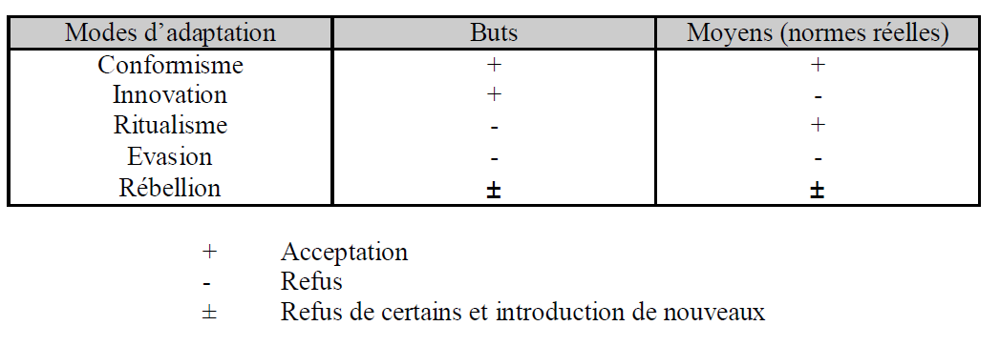 Modes d'adaptation Buts Moyens (normes réelles)
Conformisme + +
Innovation + -
Ritualisme - +
Evasion - -
Rébellion ± ±
+ Acceptation
- Refus
± Refus de certains et introduction de nouveaux